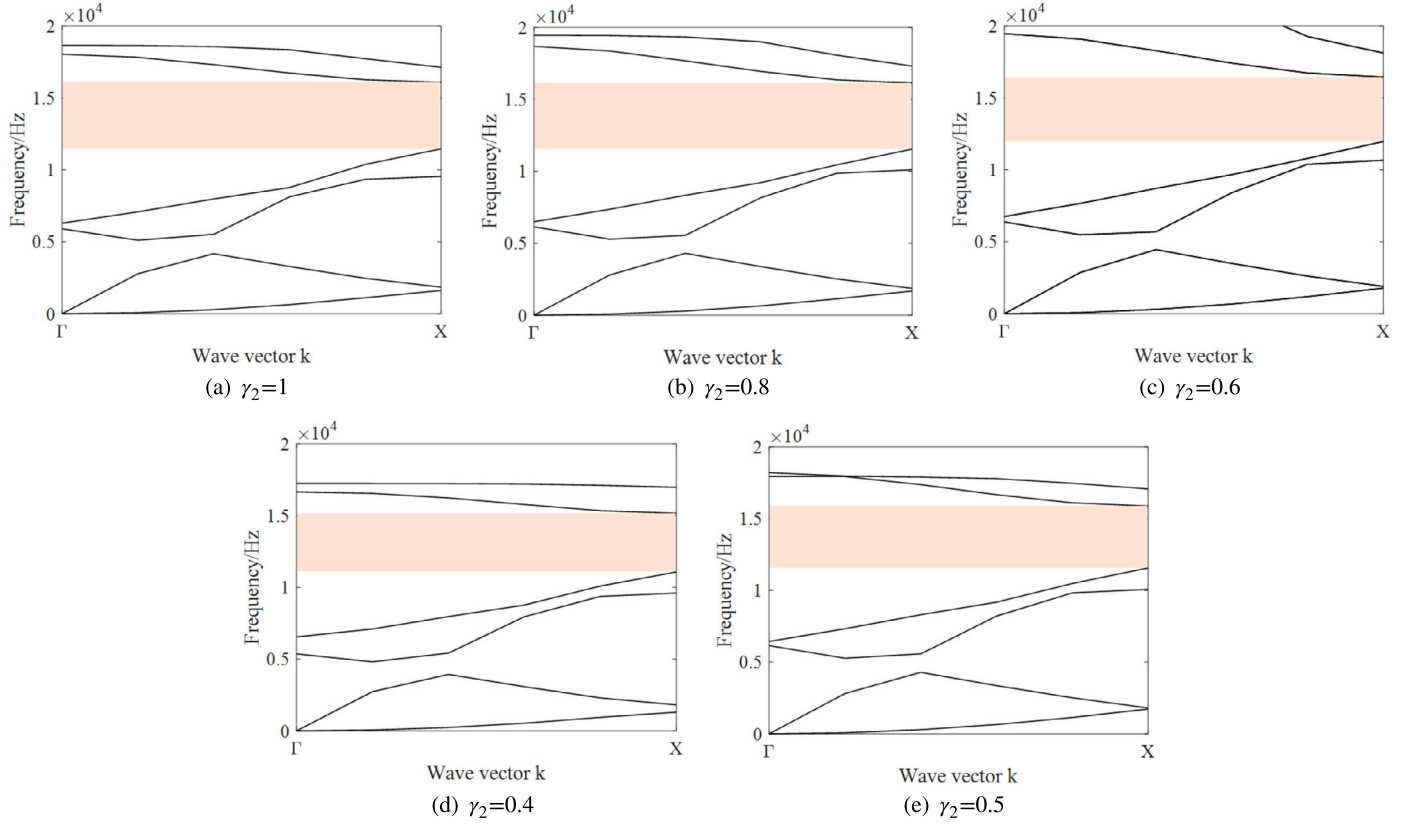 ×10⁴
2
1.5
1
0.5
0
Frequency/Hz
Γ
X
Wave vector k
(a) γ₂=1
×10⁴
2
1.5
1
0.5
0
Frequency/Hz
Γ
X
Wave vector k
(b) γ₂=0.8
×10⁴
2
1.5
1
0.5
0
Frequency/Hz
Γ
X
Wave vector k
(c) γ₂=0.6
×10⁴
2
1.5
1
0.5
0
Frequency/Hz
Γ
X
Wave vector k
(d) γ₂=0.4
×10⁴
2
1.5
1
0.5
0
Frequency/Hz
Γ
X
Wave vector k
(e) γ₂=0.5